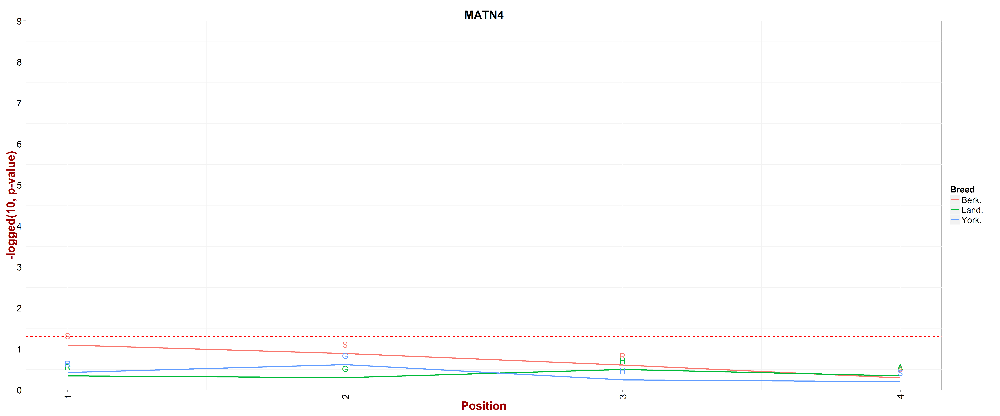 MATN4
9
8
7
6
5
4
3
2
1
0
-logged(10, p-value)
S
R
R
S
G
G
R
H
H
A
S
S
1
2
3
4
Position
Breed
Berk.
Land.
York.